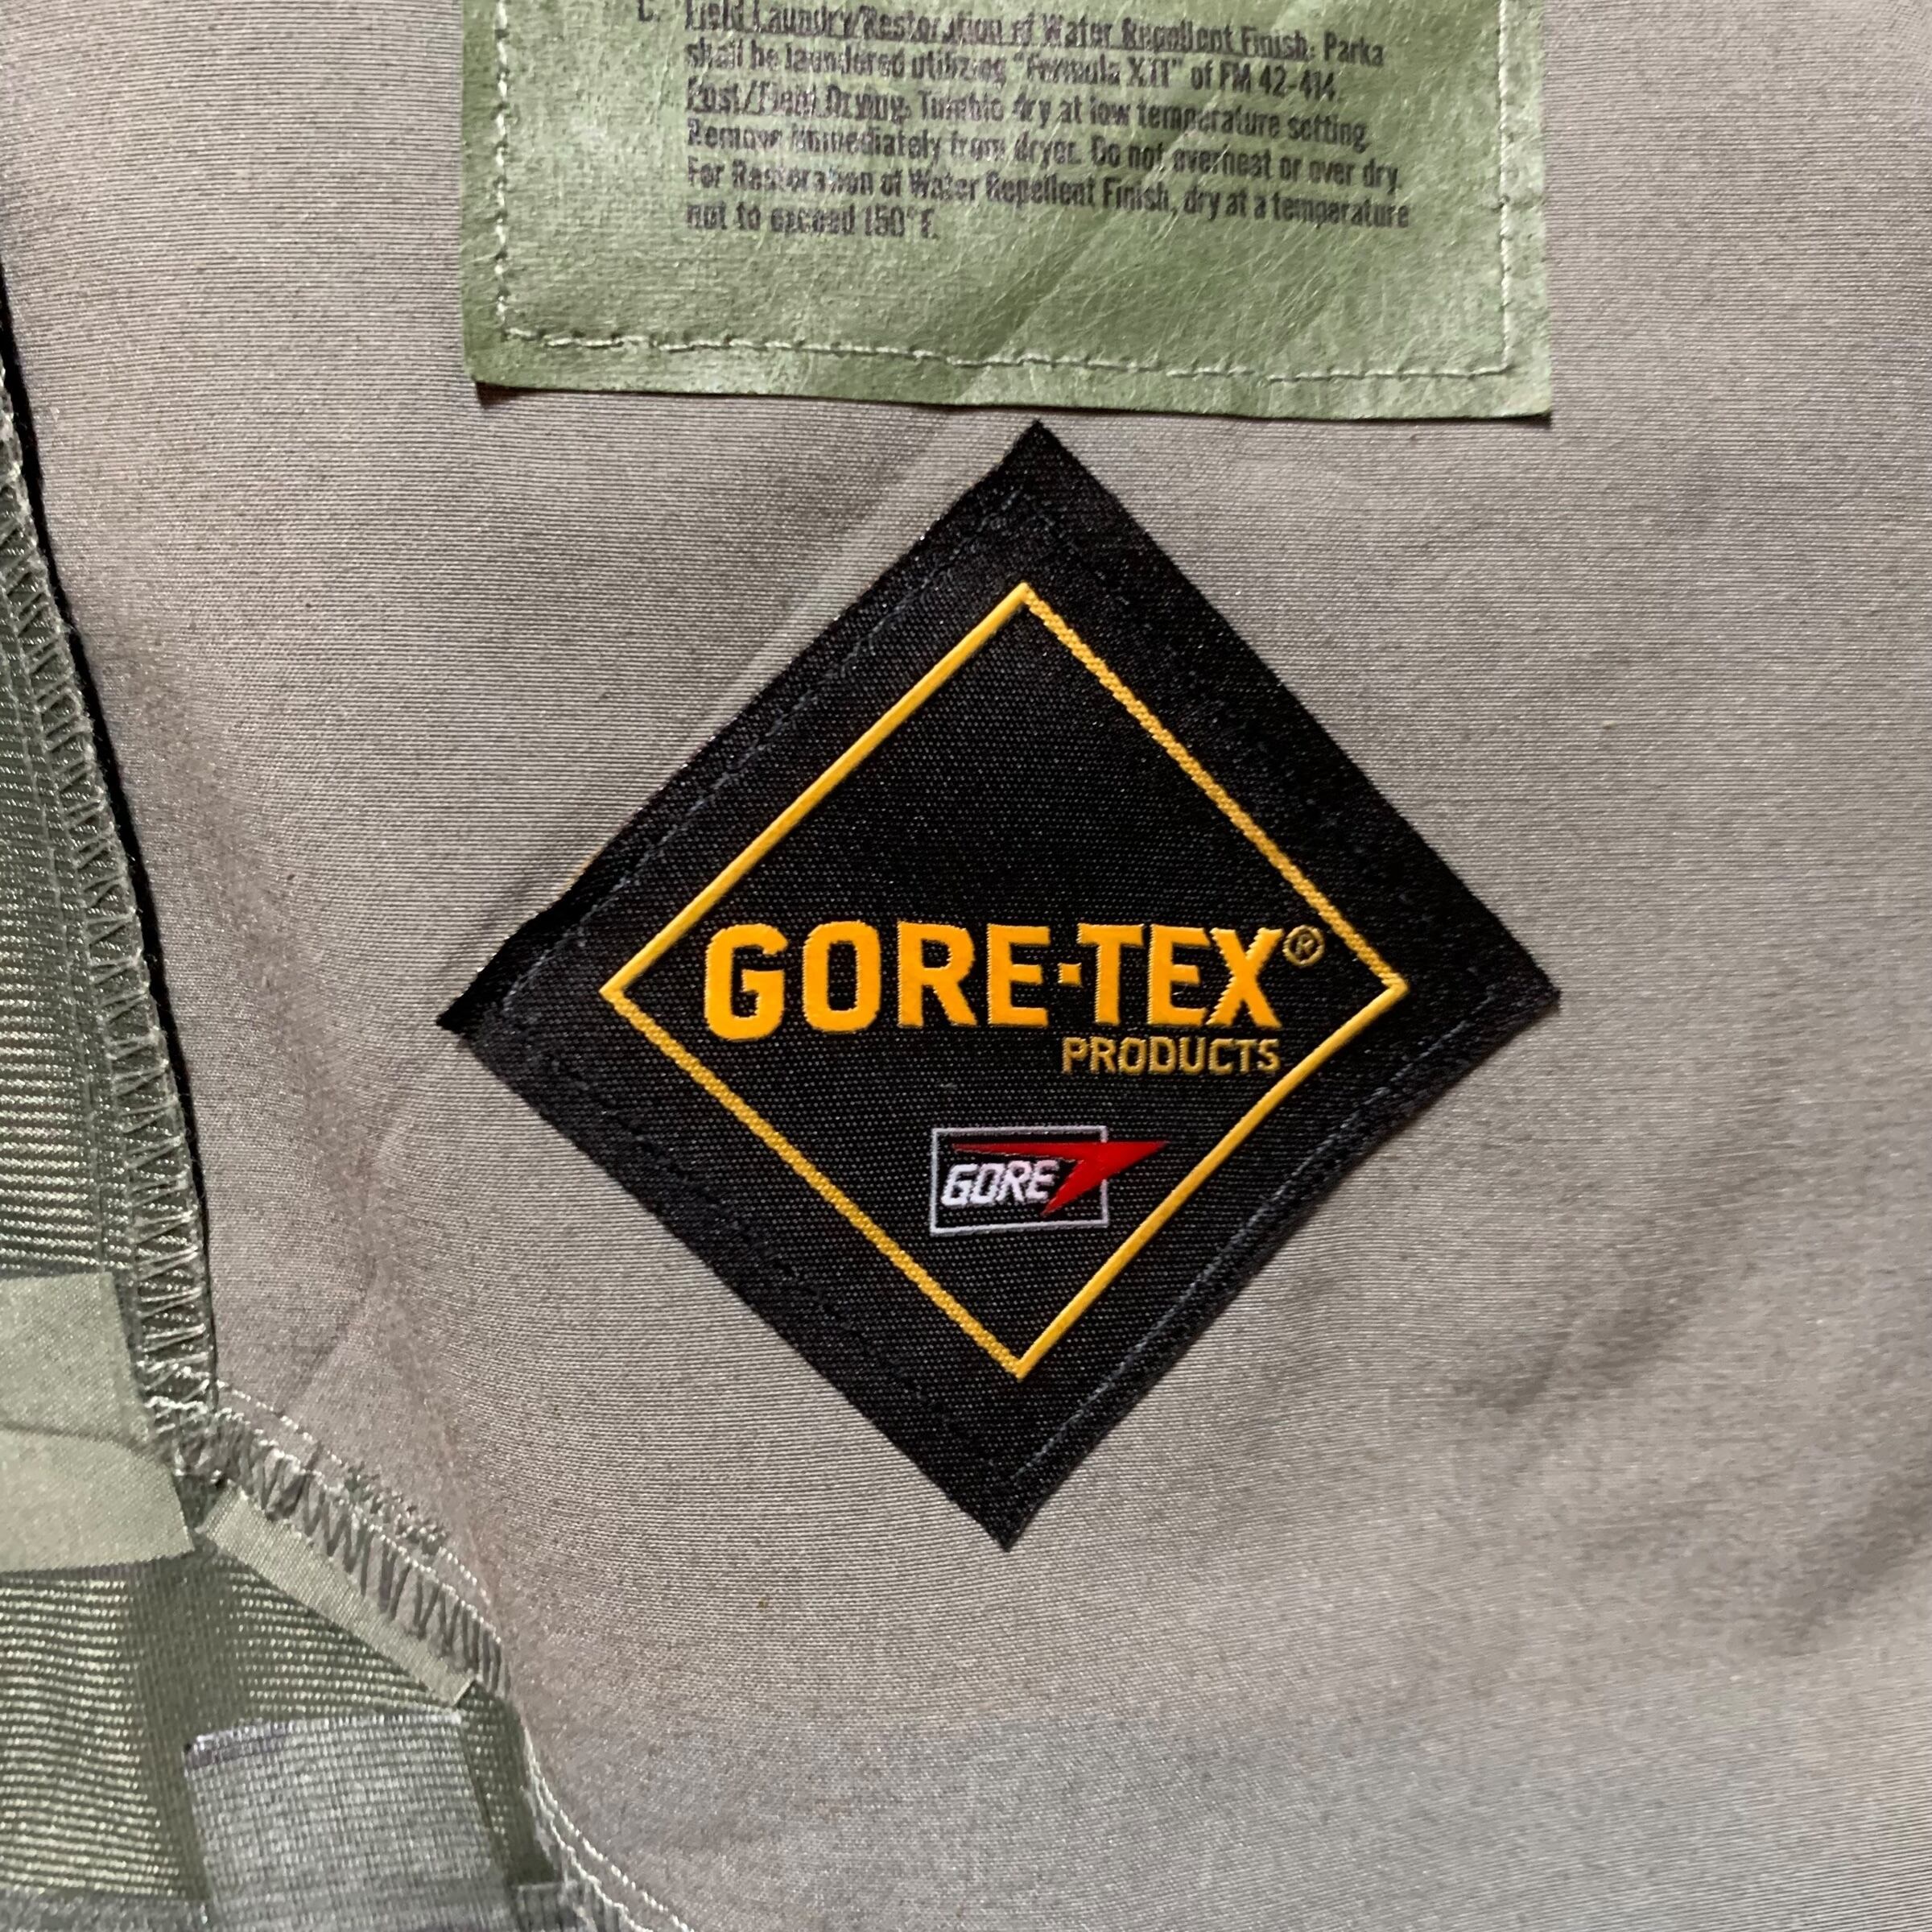 C. Field Laundry/Restoration of Water Repellent Finish: Parka
shall be laundered utilizing "Formula XII" of FM 42-414.
Post/Field Drying: Tumble dry at low temperature setting.
Remove immediately from dryer. Do not overheat or over dry.
For Restoration of Water Repellent Finish, dry at a temperature
not to exceed 150°F.
GORE-TEX®
PRODUCTS
GORE